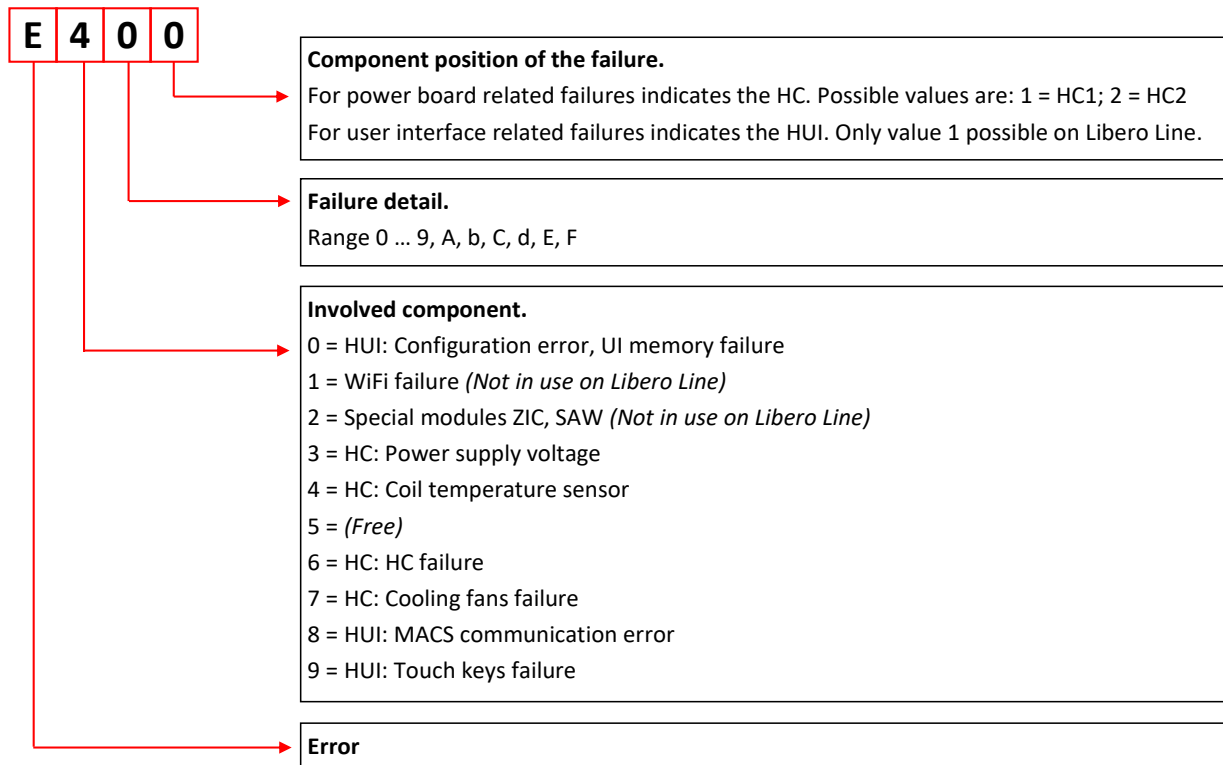 E 4 0 0
Component position of the failure.
For power board related failures indicates the HC. Possible values are: 1 = HC1; 2 = HC2
For user interface related failures indicates the HUI. Only value 1 possible on Libero Line.
Failure detail.
Range 0 … 9, A, b, C, d, E, F
Involved component.
0 = HUI: Configuration error, UI memory failure
1 = WiFi failure (Not in use on Libero Line)
2 = Special modules ZIC, SAW (Not in use on Libero Line)
3 = HC: Power supply voltage
4 = HC: Coil temperature sensor
5 = (Free)
6 = HC: HC failure
7 = HC: Cooling fans failure
8 = HUI: MACS communication error
9 = HUI: Touch keys failure
Error